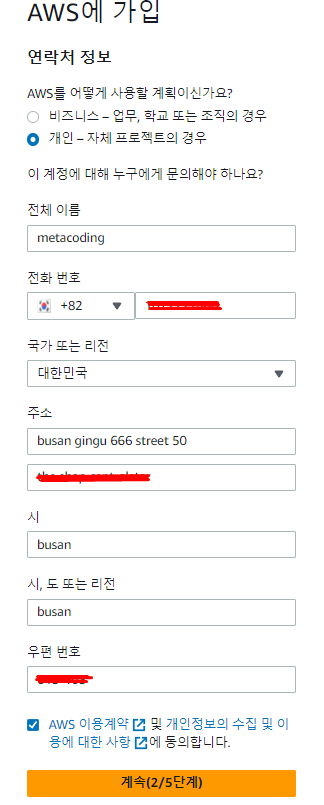 AWS에 가입
연락처 정보
AWS를 어떻게 사용할 계획이신가요?
비즈니스 – 업무, 학교 또는 조직의 경우
개인 – 자체 프로젝트의 경우
이 계정에 대해 누구에게 문의해야 하나요?
전체 이름
metacoding
전화 번호
+82
국가 또는 리전
대한민국
주소
busan gingu 666 street 50
시
busan
시, 도 또는 리전
busan
우편 번호
AWS 이용계약 및 개인정보의 수집 및 이
용에 대한 사항 에 동의합니다.
계속(2/5단계)